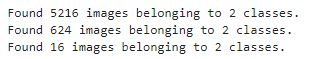 Found 5216 images belonging to 2 classes.
Found 624 images belonging to 2 classes.
Found 16 images belonging to 2 classes.